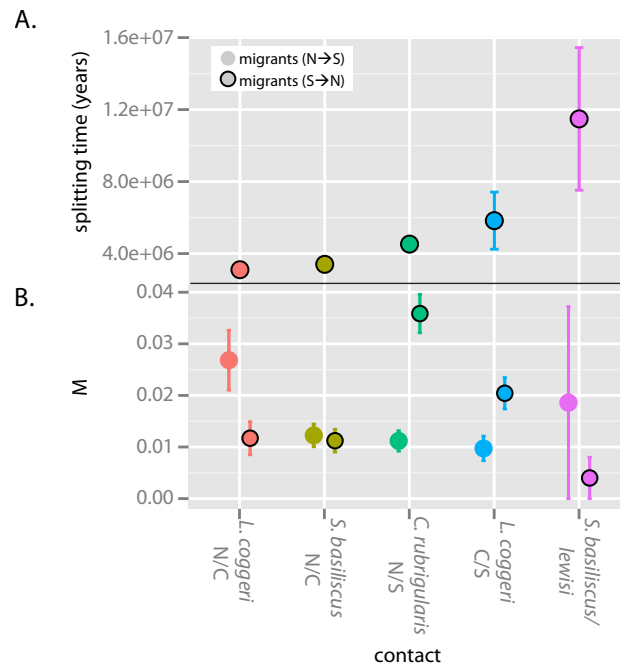 A.
1.6e+07
1.2e+07
8.0e+06
4.0e+06
splitting time (years)
migrants (N→S)
migrants (S→N)
B.
0.04
0.03
0.02
0.01
0.00
M
L. coggeri
N/C
S. basiliscus
N/C
C. rubrigularis
N/S
L. coggeri
C/S
S. basiliscus/
lewisi
contact